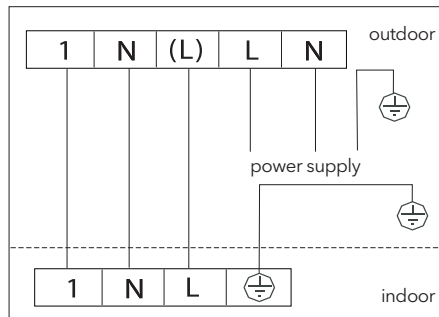 outdoor
1 N (L) L N
power supply
1 N L
indoor